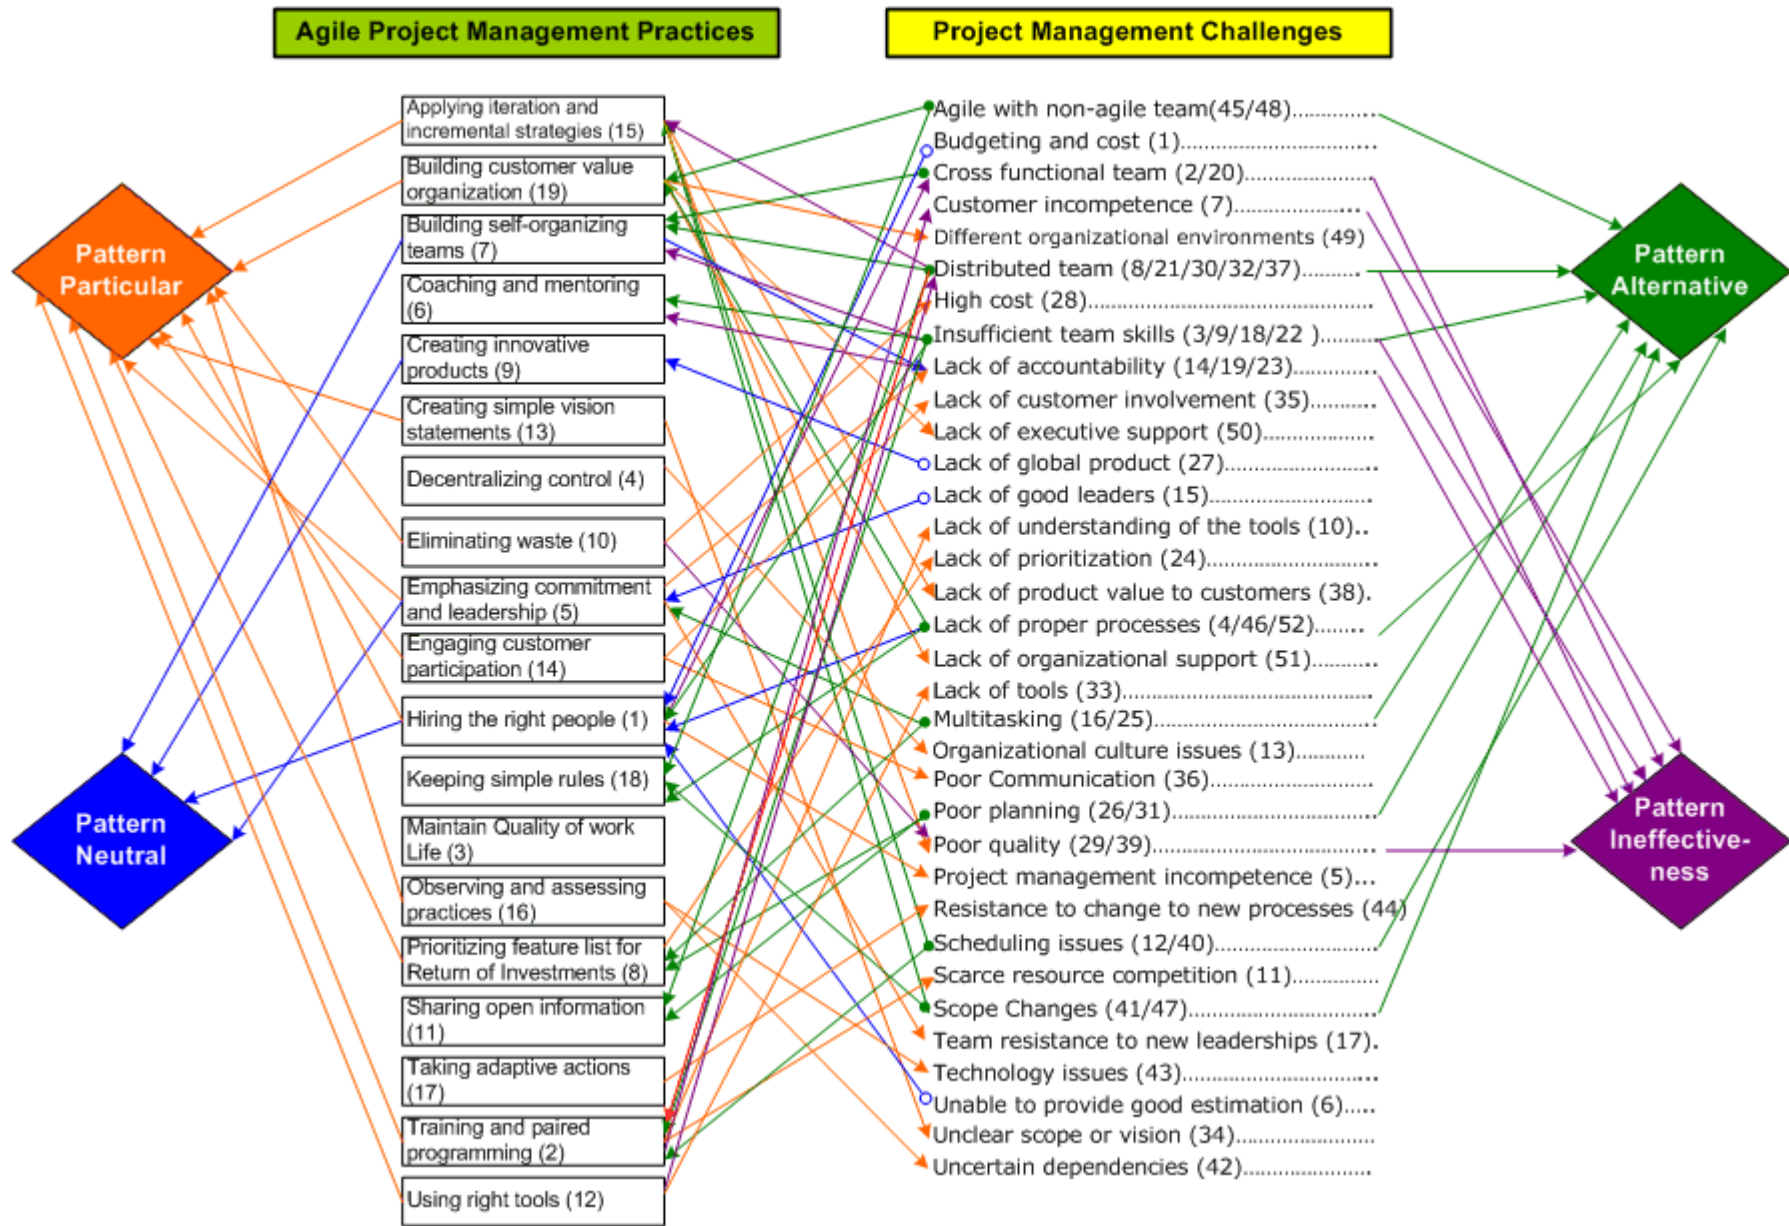 Agile Project Management Practices
Project Management Challenges
Pattern
Particular
Pattern
Neutral
Applying iteration and
incremental strategies (15)
Building customer value
organization (19)
Building self-organizing
teams (7)
Coaching and mentoring
(6)
Creating innovative
products (9)
Creating simple vision
statements (13)
Decentralizing control (4)
Eliminating waste (10)
Emphasizing commitment
and leadership (5)
Engaging customer
participation (14)
Hiring the right people (1)
Keeping simple rules (18)
Maintain Quality of work
Life (3)
Observing and assessing
practices (16)
Prioritizing feature list for
Return of Investments (8)
Sharing open information
(11)
Taking adaptive actions
(17)
Training and paired
programming (2)
Using right tools (12)
Agile with non-agile team(45/48)
Budgeting and cost (1)
Cross functional team (2/20)
Customer incompetence (7)
Different organizational environments (49)
Distributed team (8/21/30/32/37)
High cost (28)
Insufficient team skills (3/9/18/22 )
Lack of accountability (14/19/23)
Lack of customer involvement (35)
Lack of executive support (50)
Lack of global product (27)
Lack of good leaders (15)
Lack of understanding of the tools (10)
Lack of prioritization (24)
Lack of product value to customers (38)
Lack of proper processes (4/46/52)
Lack of organizational support (51)
Lack of tools (33)
Multitasking (16/25)
Organizational culture issues (13)
Poor Communication (36)
Poor planning (26/31)
Poor quality (29/39)
Project management incompetence (5)
Resistance to change to new processes (44)
Scheduling issues (12/40)
Scarce resource competition (11)
Scope Changes (41/47)
Team resistance to new leaderships (17)
Technology issues (43)
Unable to provide good estimation (6)
Unclear scope or vision (34)
Uncertain dependencies (42)
Pattern
Alternative
Pattern
Ineffective-
ness